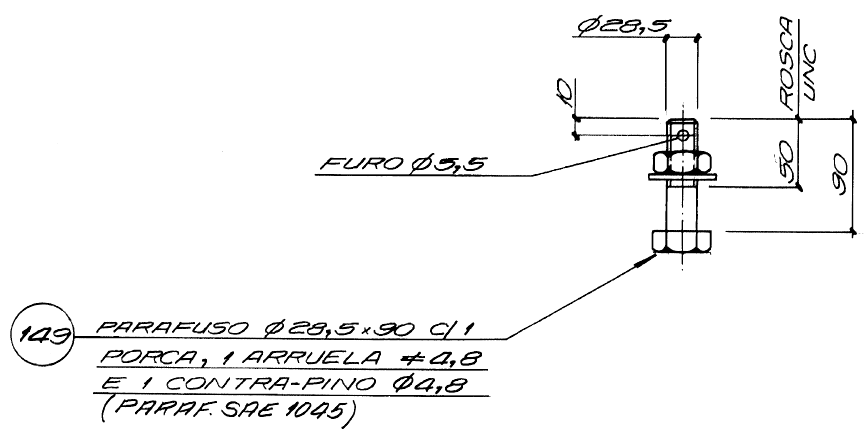 Ø28,5
10
ROSCA
UNC
FURO Ø5,5
50
90
149
PARAFUSO Ø28,5×90 C/1
PORCA, 1 ARRUELA ≠4,8
E 1 CONTRA-PINO Ø4,8
(PARAF. SAE 1045)